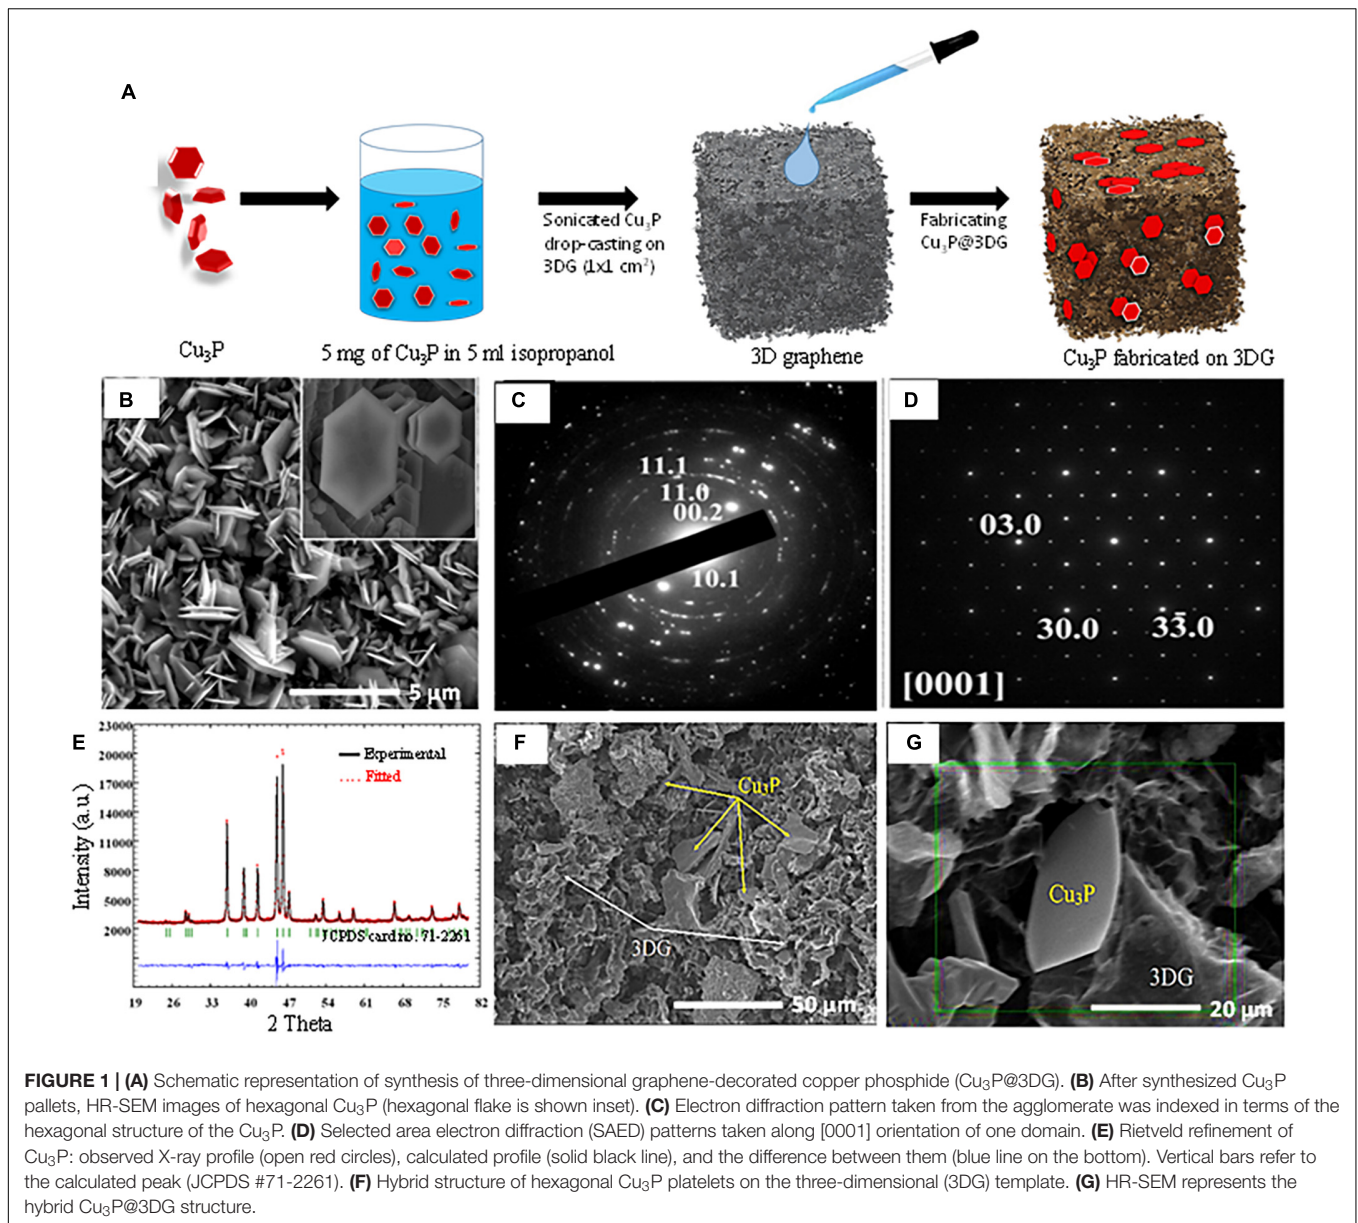 A
Sonicated Cu₃P
drop-casting on
3DG (1x1 cm²)
Fabricating
Cu₃P@3DG
Cu₃P
5 mg of Cu₃P in 5 ml isopropanol
3D graphene
Cu₃P fabricated on 3DG
B
5 μm
C
11.1
1̄1.0
00.2
10.1
D
03.0
30.0
33̄.0
[0001]
E
23000
20000
17000
14000
11000
8000
5000
2000
Intensity (a.u.)
Experimental
Fitted
JCPDS card no. 71-2261
19 26 33 40 47 54 61 68 75 82
2 Theta
F
Cu₃P
3DG
50 μm
G
Cu₃P
3DG
20 μm
FIGURE 1 | (A) Schematic representation of synthesis of three-dimensional graphene-decorated copper phosphide (Cu₃P@3DG). (B) After synthesized Cu₃P
pallets, HR-SEM images of hexagonal Cu₃P (hexagonal flake is shown inset). (C) Electron diffraction pattern taken from the agglomerate was indexed in terms of the
hexagonal structure of the Cu₃P. (D) Selected area electron diffraction (SAED) patterns taken along [0001] orientation of one domain. (E) Rietveld refinement of
Cu₃P: observed X-ray profile (open red circles), calculated profile (solid black line), and the difference between them (blue line on the bottom). Vertical bars refer to
the calculated peak (JCPDS #71-2261). (F) Hybrid structure of hexagonal Cu₃P platelets on the three-dimensional (3DG) template. (G) HR-SEM represents the
hybrid Cu₃P@3DG structure.